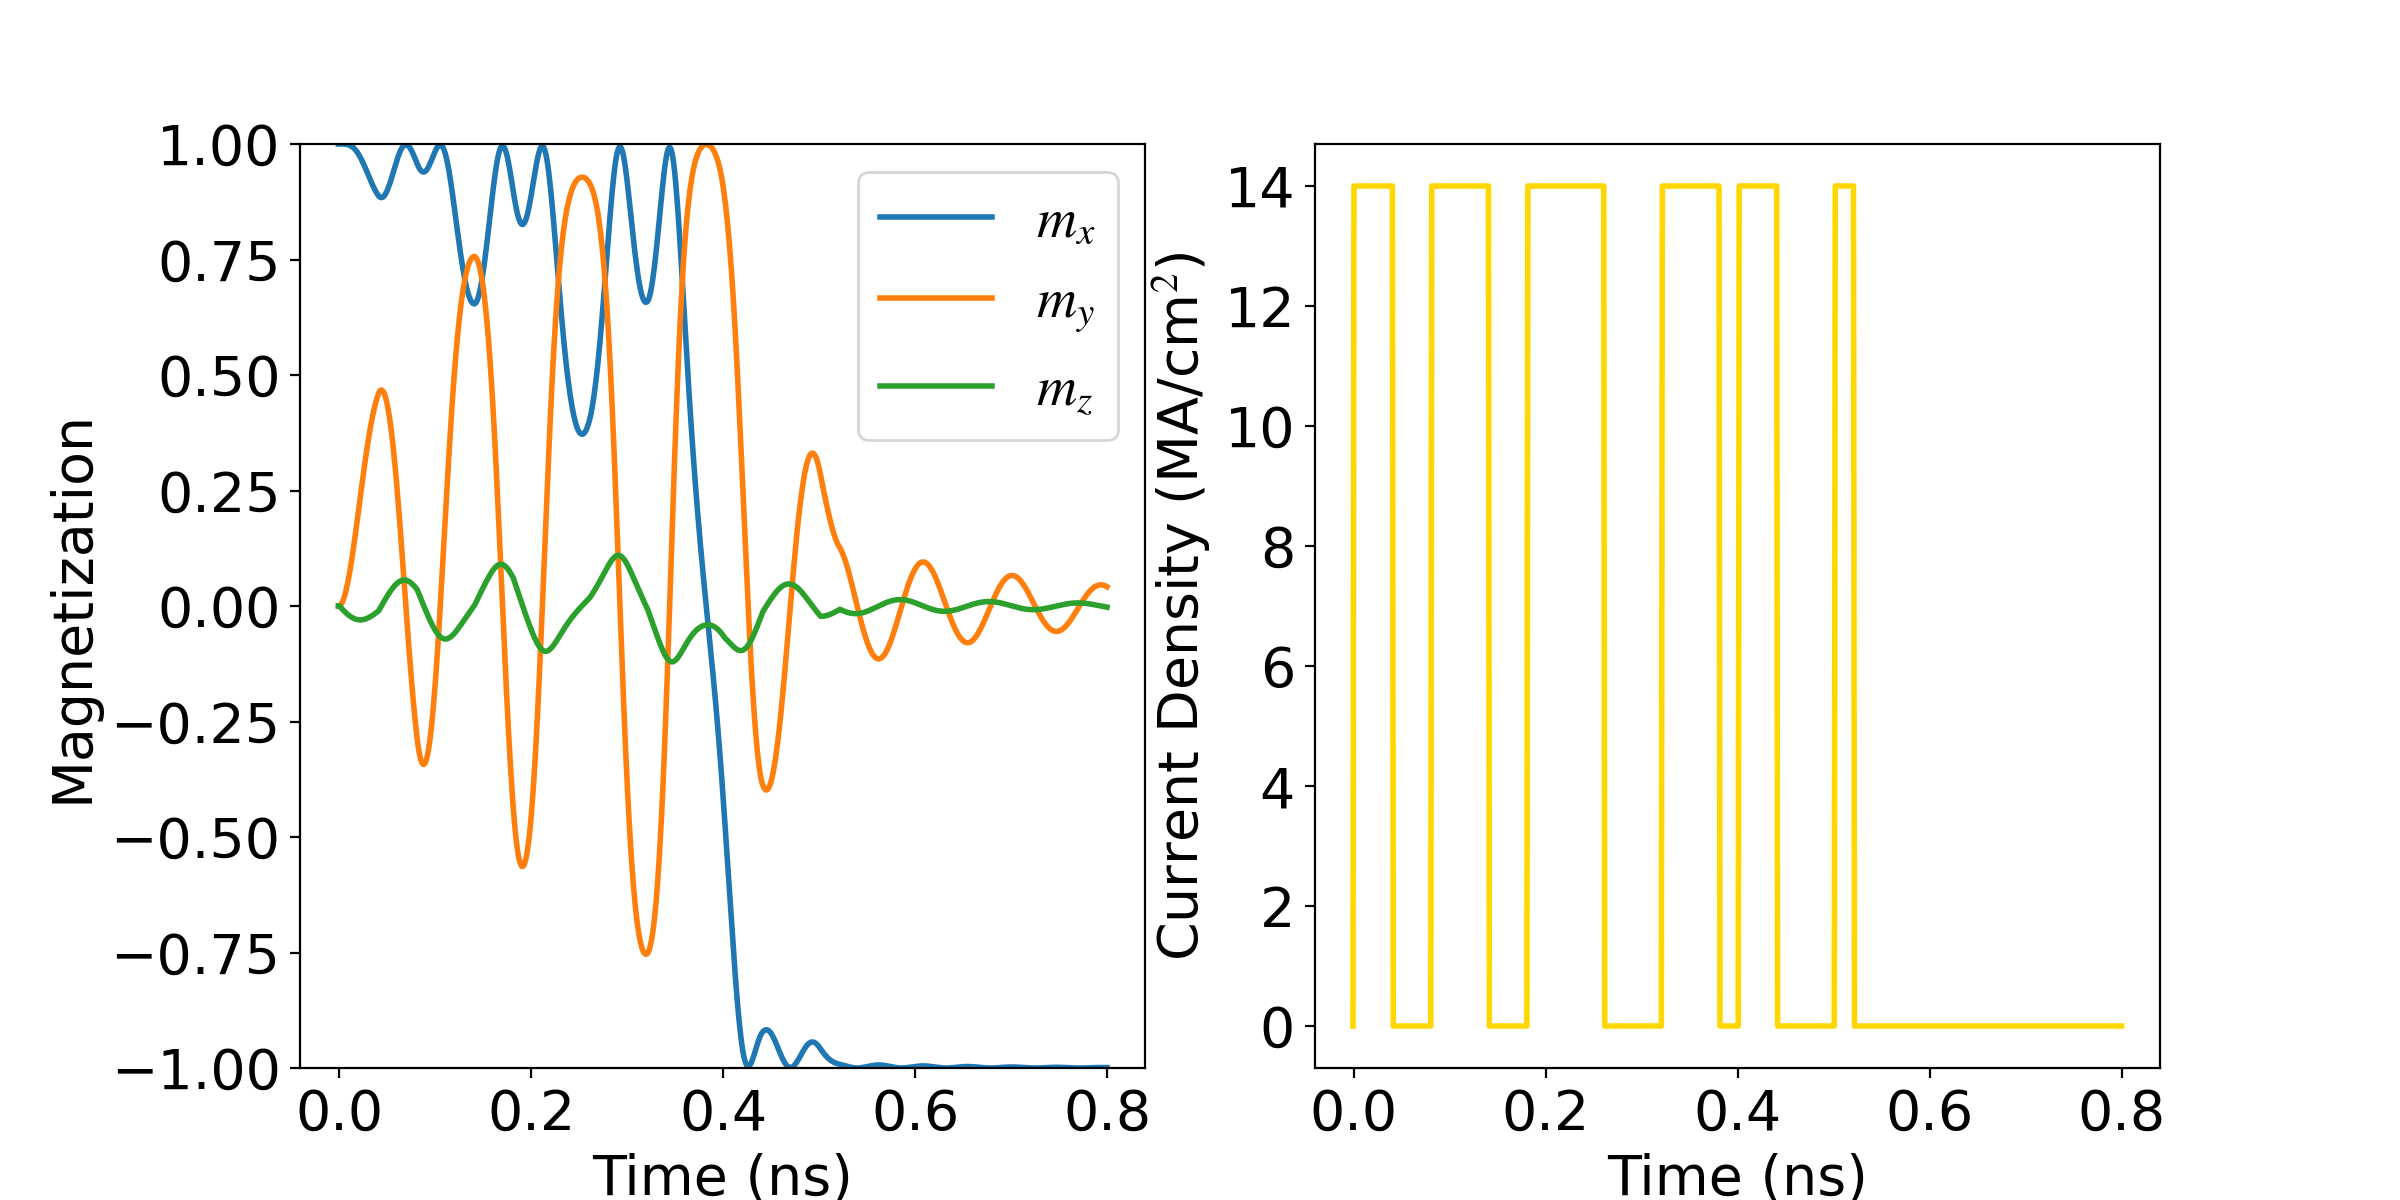 Magnetization
1.00
0.75
0.50
0.25
0.00
−0.25
−0.50
−0.75
−1.00
0.0 0.2 0.4 0.6 0.8
Time (ns)
m_x
m_y
m_z
Current Density (MA/cm²)
14
12
10
8
6
4
2
0
0.0 0.2 0.4 0.6 0.8
Time (ns)